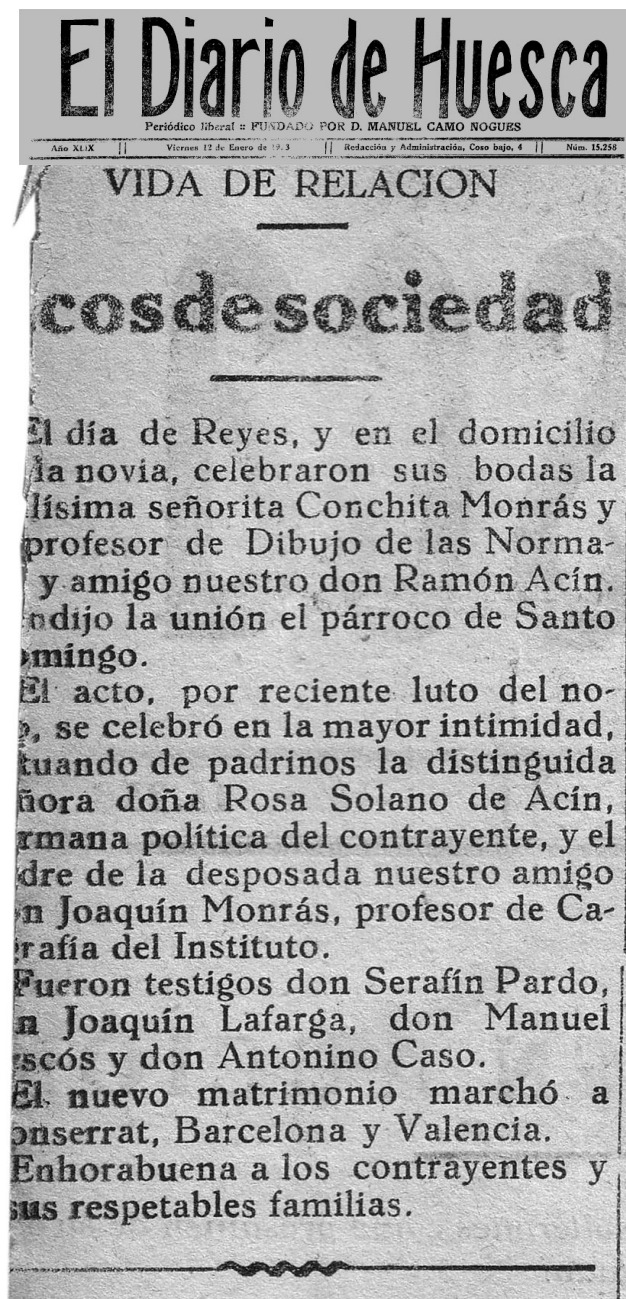 El Diario de Huesca
Periódico liberal :: FUNDADO POR D. MANUEL CAMO NOGUES
Año XLIX || Viernes 12 de Enero de 19 3 || Redacción y Administración, Coso bajo, 4 || Núm. 15.258
VIDA DE RELACION
cos de sociedad
El día de Reyes, y en el domicilio
la novia, celebraron sus bodas la
lísima señorita Conchita Monrás y
profesor de Dibujo de las Norma-
y amigo nuestro don Ramón Acín.
ndijo la unión el párroco de Santo
omingo.
El acto, por reciente luto del no-
, se celebró en la mayor intimidad,
tuando de padrinos la distinguida
ñora doña Rosa Solano de Acín,
rmana política del contrayente, y el
dre de la desposada nuestro amigo
n Joaquín Monrás, profesor de Ca-
rafía del Instituto.
Fueron testigos don Serafín Pardo,
n Joaquín Lafarga, don Manuel
scós y don Antonino Caso.
El nuevo matrimonio marchó a
onserrat, Barcelona y Valencia.
Enhorabuena a los contrayentes y
sus respetables familias.